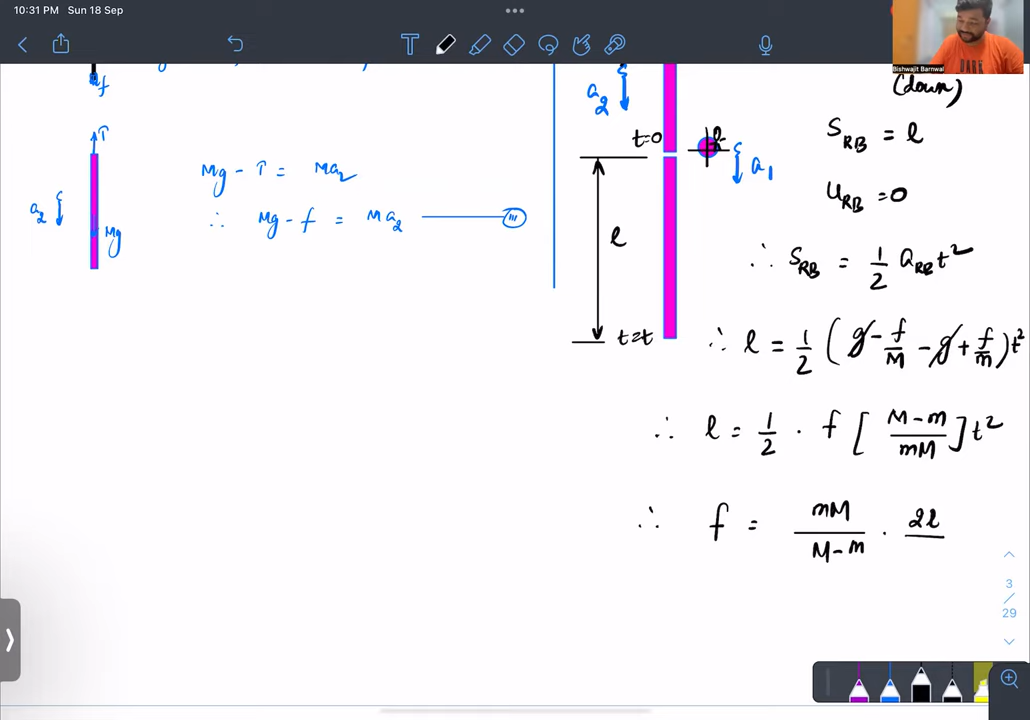 10:31 PM Sun 18 Sep
T
Bishwajit Barnwal
DARK
T
a2
Mg
Mg - T = Ma2
∴ Mg - f = Ma2 (III)
a2
t=0
a1
l
t=t
(down)
SRB = l
URB = 0
∴ SRB = 1/2 aRB t²
∴ l = 1/2 (g - f/M - g + f/m) t²
∴ l = 1/2 · f [ M-m / mM ] t²
∴ f = mM / M-m · 2l
3
/
29